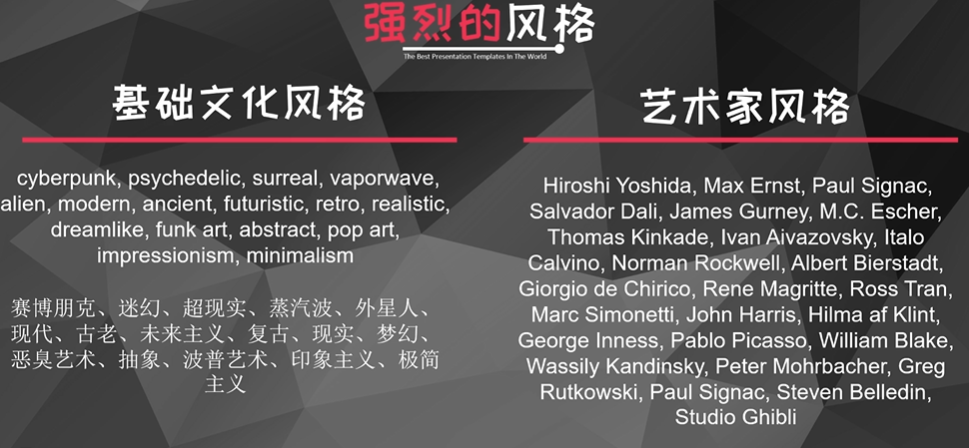 强烈的风格
The Best Presentation Templates In The World
基础文化风格
cyberpunk, psychedelic, surreal, vaporwave,
alien, modern, ancient, futuristic, retro, realistic,
dreamlike, funk art, abstract, pop art,
impressionism, minimalism
赛博朋克、迷幻、超现实、蒸汽波、外星人、
现代、古老、未来主义、复古、现实、梦幻、
恶臭艺术、抽象、波普艺术、印象主义、极简
主义
艺术家风格
Hiroshi Yoshida, Max Ernst, Paul Signac,
Salvador Dali, James Gurney, M.C. Escher,
Thomas Kinkade, Ivan Aivazovsky, Italo
Calvino, Norman Rockwell, Albert Bierstadt,
Giorgio de Chirico, Rene Magritte, Ross Tran,
Marc Simonetti, John Harris, Hilma af Klint,
George Inness, Pablo Picasso, William Blake,
Wassily Kandinsky, Peter Mohrbacher, Greg
Rutkowski, Paul Signac, Steven Belledin,
Studio Ghibli